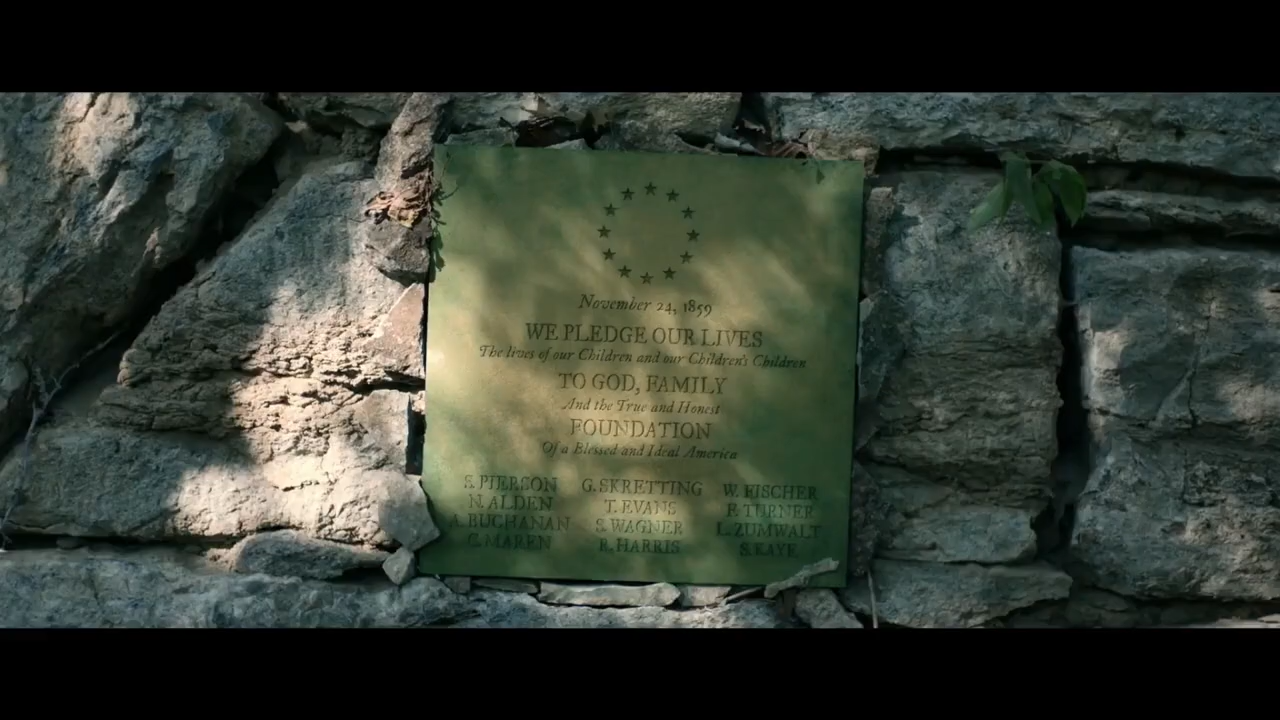 November 24, 1859
WE PLEDGE OUR LIVES
The lives of our Children and our Children's Children
TO GOD, FAMILY
And the True and Honest
FOUNDATION
Of a Blessed and Ideal America
S. PIERSON G. SKRETTING W. FISCHER
N. ALDEN T. EVANS F. TURNER
A. BUCHANAN S. WAGNER L. ZUMWALT
C. MAREN R. HARRIS S. KAYE